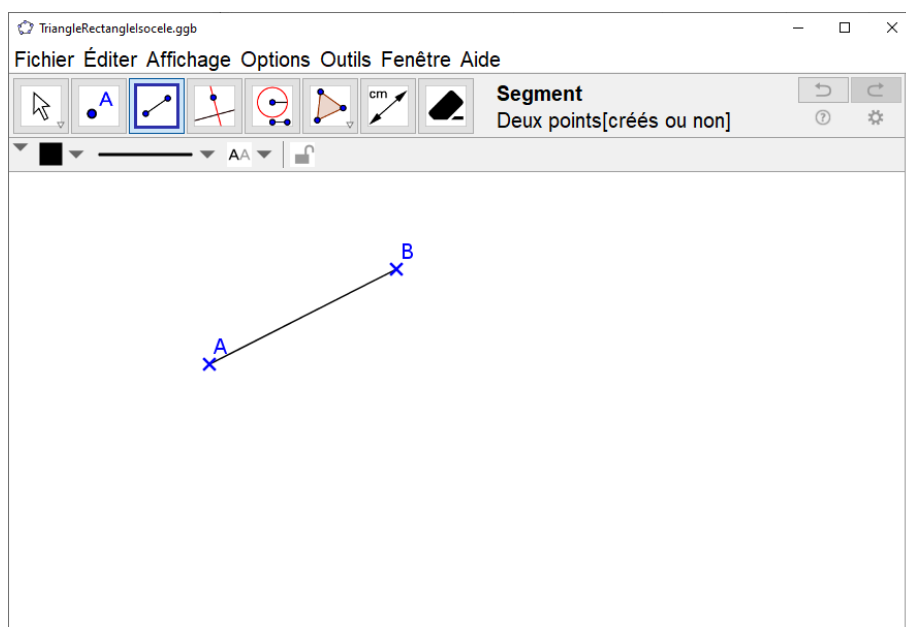 TriangleRectangleIsocele.ggb
Fichier Éditer Affichage Options Outils Fenêtre Aide
A
cm
Segment
Deux points[créés ou non]
AA
B
A